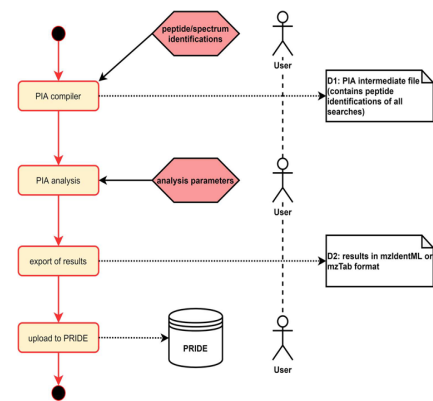 peptide/spectrum
identifications
User
PIA compiler
D1: PIA intermediate file
(contains peptide
identifications of all
searches)
PIA analysis
analysis parameters
User
export of results
D2: results in mzIdentML or
mzTab format
upload to PRIDE
PRIDE
User